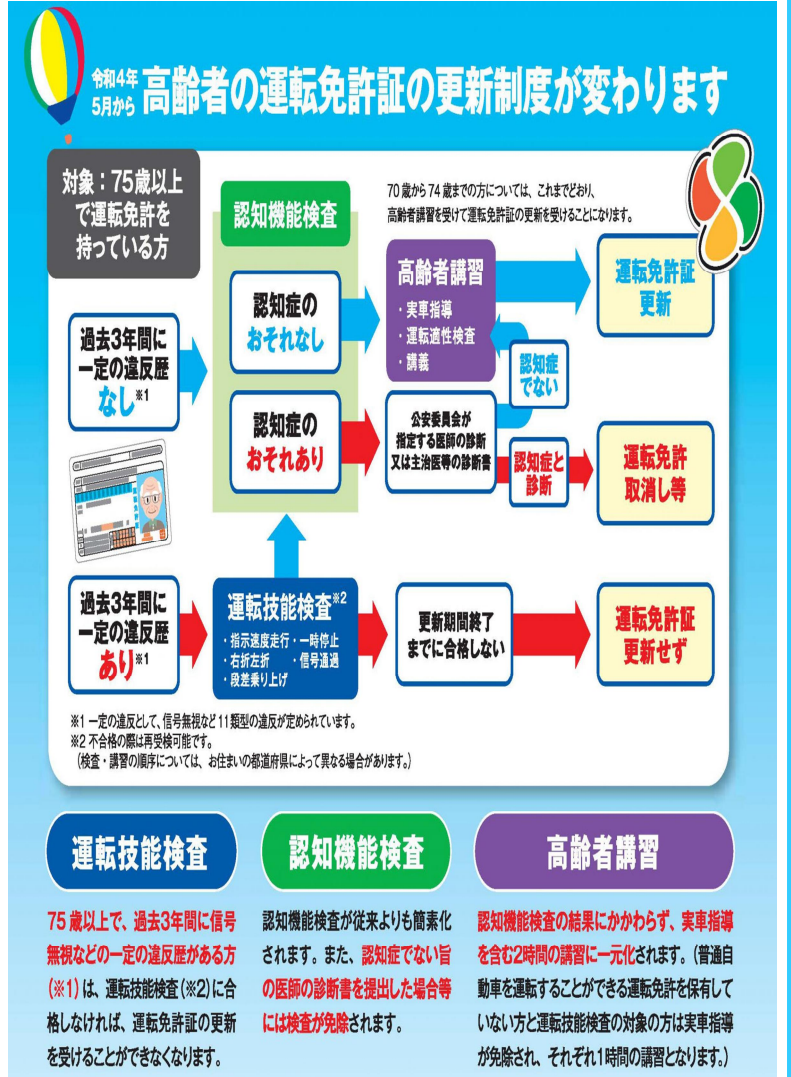 令和4年
5月から
高齢者の運転免許証の更新制度が変わります
対象：75歳以上
で運転免許を
持っている方
認知機能検査
70歳から74歳までの方については、これまでどおり、
高齢者講習を受けて運転免許証の更新を受けることになります。
過去3年間に
一定の違反歴
なし※1
認知症の
おそれなし
高齢者講習
・実車指導
・運転適性検査
・講義
運転免許証
更新
認知症
でない
認知症の
おそれあり
公安委員会が
指定する医師の診断
又は主治医等の診断書
認知症と
診断
運転免許
取消し等
過去3年間に
一定の違反歴
あり※1
運転技能検査※2
・指示速度走行・一時停止
・右折左折 ・信号通過
・段差乗り上げ
更新期間終了
までに合格しない
運転免許証
更新せず
※1 一定の違反として、信号無視など11類型の違反が定められています。
※2 不合格の際は再受検可能です。
（検査・講習の順序については、お住まいの都道府県によって異なる場合があります。）
運転技能検査
75歳以上で、過去3年間に信号
無視などの一定の違反歴がある方
（※1）は、運転技能検査（※2）に合
格しなければ、運転免許証の更新
を受けることができなくなります。
認知機能検査
認知機能検査が従来よりも簡素化
されます。また、認知症でない旨
の医師の診断書を提出した場合等
には検査が免除されます。
高齢者講習
認知機能検査の結果にかかわらず、実車指導
を含む2時間の講習に一元化されます。（普通自
動車を運転することができる運転免許を保有して
いない方と運転技能検査の対象の方は実車指導
が免除され、それぞれ1時間の講習となります。）